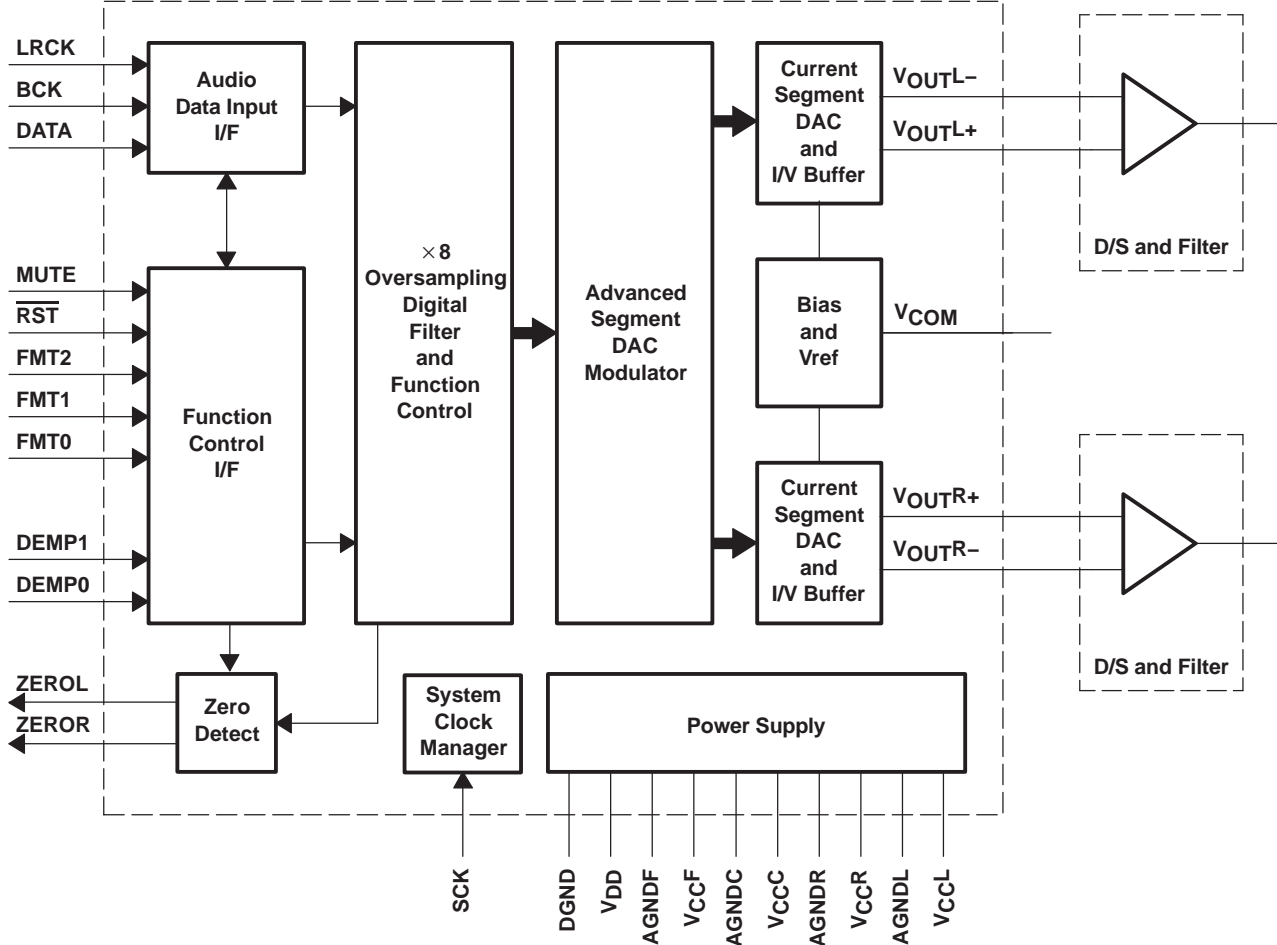 LRCK
BCK
DATA
Audio
Data Input
I/F
MUTE
RST
FMT2
FMT1
FMT0
DEMP1
DEMP0
Function
Control
I/F
ZEROL
ZEROR
Zero
Detect
×8
Oversampling
Digital
Filter
and
Function
Control
System
Clock
Manager
SCK
Advanced
Segment
DAC
Modulator
Current
Segment
DAC
and
I/V Buffer
VOUTL–
VOUTL+
D/S and Filter
Bias
and
Vref
VCOM
Current
Segment
DAC
and
I/V Buffer
VOUTR+
VOUTR–
D/S and Filter
Power Supply
DGND
VDD
AGNDF
VCCF
AGNDC
VCCC
AGNDR
VCCR
AGNDL
VCCL